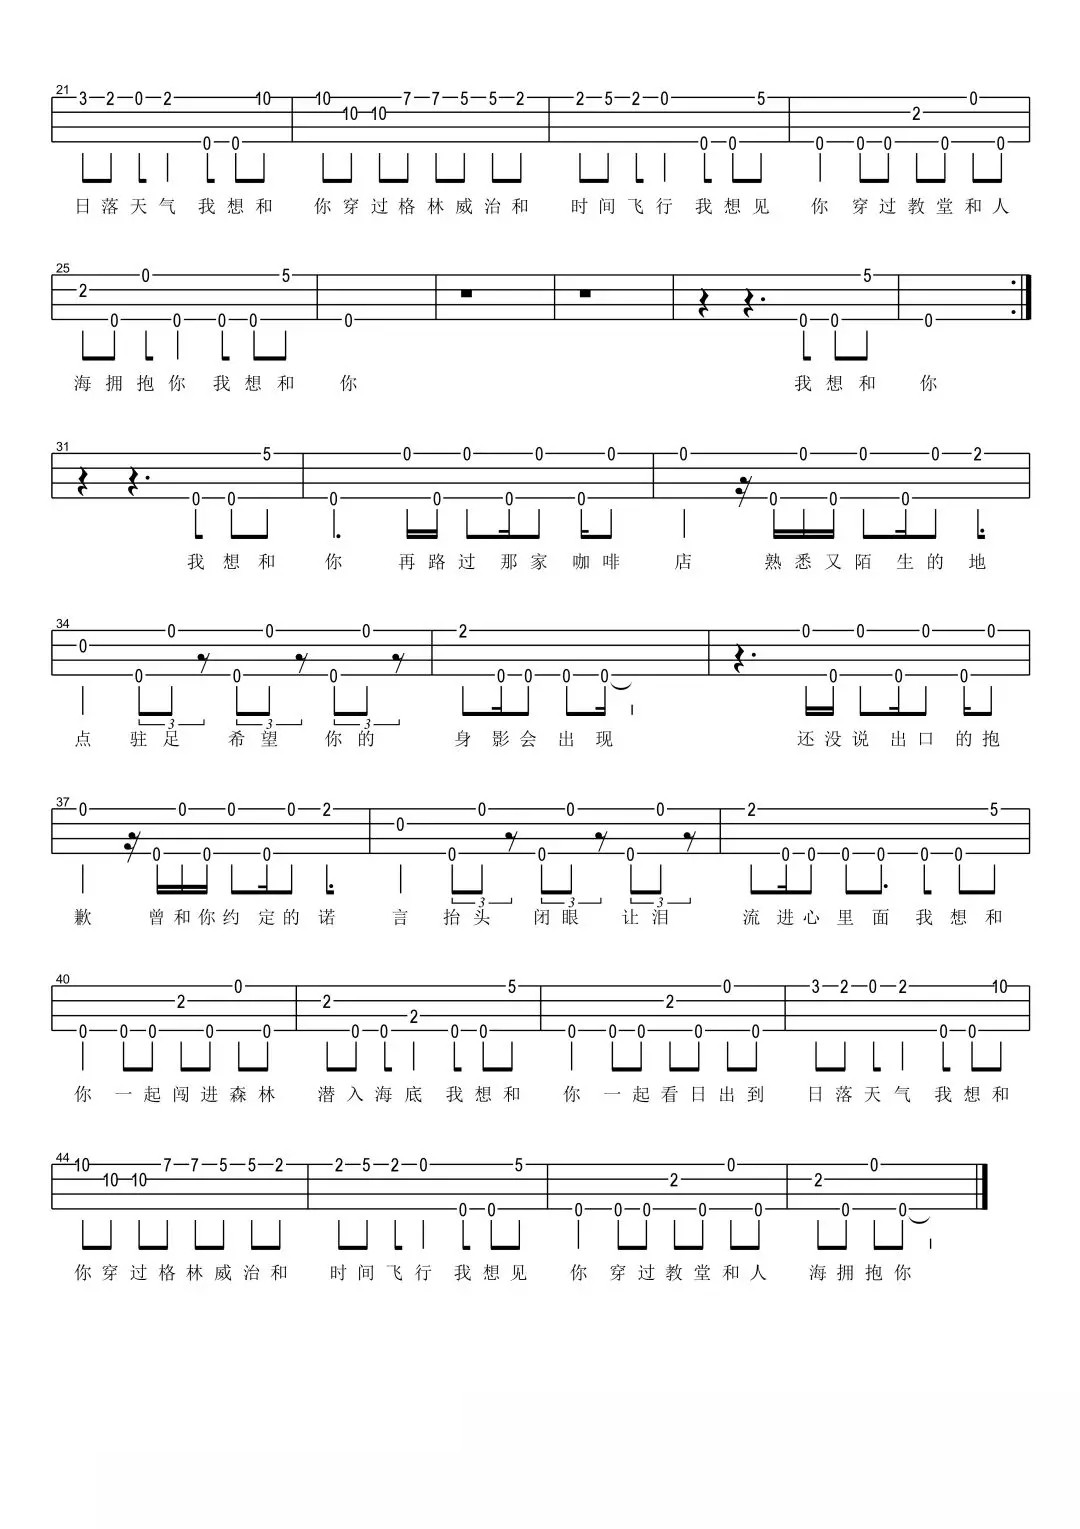 21
3 2 0 2 0 0 10 10 10 10 7 7 5 5 2 2 5 2 0 0 0 5 0 0 0 2 0 0 0
日落天气我想和 你穿过格林威治和 时间飞行我想见 你穿过教堂和人
25
2 0 0 0 0 0 5 0 0 0 5 0
海拥抱你我想和 你 我想和 你
31
0 0 5 0 0 0 0 0 0 0 0 0 0 0 0 0 0 0 2
我想和 你 再路过那家咖啡 店 熟悉又陌生的地
34
0 0 0 0 0 0 0 2 0 0 0 0 0 0 0 0 0 0 0
3 3 3
点 驻足 希望 你的 身影会出现 还没说出口的抱
37
0 0 0 0 0 0 0 2 0 0 0 0 0 0 0 2 0 0 0 0 0 0 5
3 3 3
歉 曾和你约定的诺 言 抬头 闭眼 让泪 流进心里面我想和
40
0 0 0 2 0 0 0 2 0 0 2 0 0 5 0 0 0 2 0 0 0 3 2 0 2 0 0 10
你一起闯进森林 潜入海底我想和 你一起看日出到 日落天气我想和
44
10 10 10 7 7 5 5 2 2 5 2 0 0 0 5 0 0 0 2 0 0 0 2 0 0 0
你穿过格林威治和 时间飞行我想见 你穿过教堂和人 海拥抱你